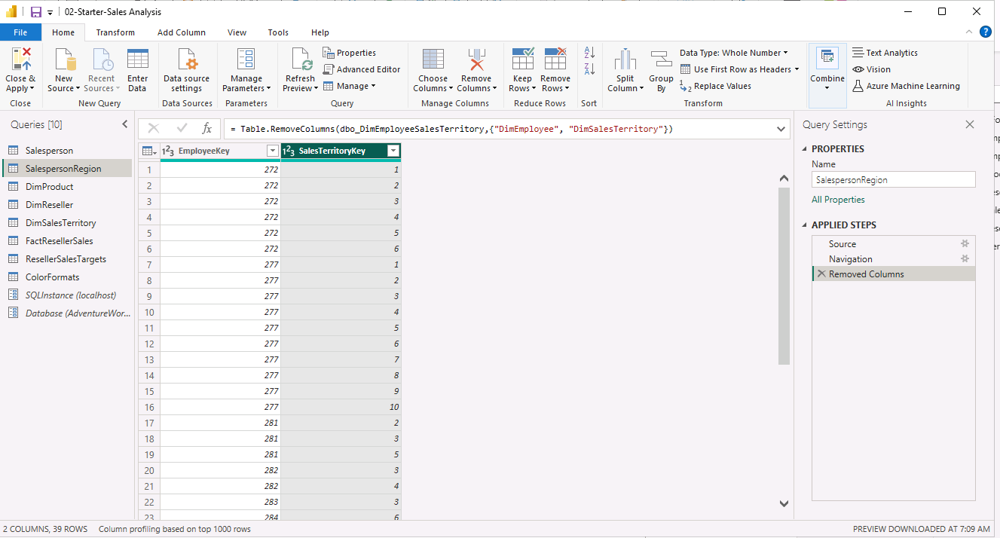 02-Starter-Sales Analysis
File Home Transform Add Column View Tools Help
Close & Apply
Close
New Source
Recent Sources
Enter Data
New Query
Data source settings
Data Sources
Manage Parameters
Parameters
Refresh Preview
Properties
Advanced Editor
Manage
Query
Choose Columns
Remove Columns
Manage Columns
Keep Rows
Remove Rows
Reduce Rows
Sort
Split Column
Group By
Data Type: Whole Number
Use First Row as Headers
Replace Values
Transform
Combine
Text Analytics
Vision
Azure Machine Learning
AI Insights
Queries [10]
Salesperson
SalespersonRegion
DimProduct
DimReseller
DimSalesTerritory
FactResellerSales
ResellerSalesTargets
ColorFormats
SQLInstance (localhost)
Database (AdventureWor...
fx = Table.RemoveColumns(dbo_DimEmployeeSalesTerritory,{"DimEmployee", "DimSalesTerritory"})
123 EmployeeKey 123 SalesTerritoryKey
1 272 1
2 272 2
3 272 3
4 272 4
5 272 5
6 272 6
7 277 1
8 277 2
9 277 3
10 277 4
11 277 5
12 277 6
13 277 7
14 277 8
15 277 9
16 277 10
17 281 2
18 281 3
19 281 5
20 282 3
21 282 4
22 283 3
23 284 6
Query Settings
PROPERTIES
Name
SalespersonRegion
All Properties
APPLIED STEPS
Source
Navigation
Removed Columns
2 COLUMNS, 39 ROWS Column profiling based on top 1000 rows
PREVIEW DOWNLOADED AT 7:09 AM